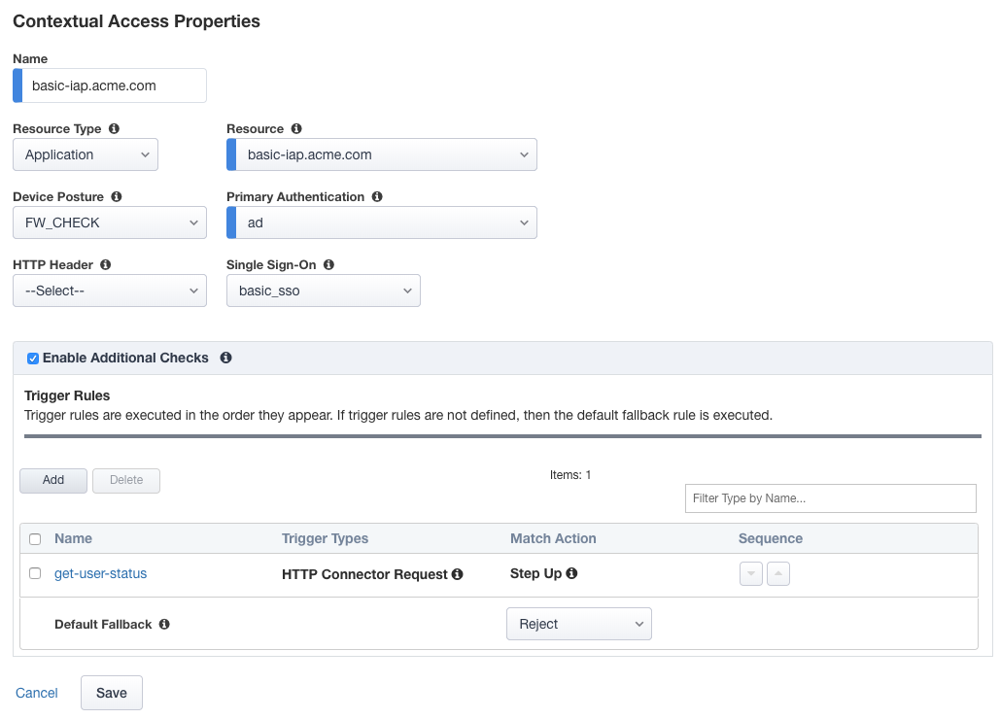 Contextual Access Properties
Name
basic-iap.acme.com
Resource Type
Resource
Application
basic-iap.acme.com
Device Posture
Primary Authentication
FW_CHECK
ad
HTTP Header
Single Sign-On
--Select--
basic_sso
Enable Additional Checks
Trigger Rules
Trigger rules are executed in the order they appear. If trigger rules are not defined, then the default fallback rule is executed.
Add
Delete
Items: 1
Filter Type by Name...
Name Trigger Types Match Action Sequence
get-user-status HTTP Connector Request Step Up
Default Fallback Reject
Cancel Save